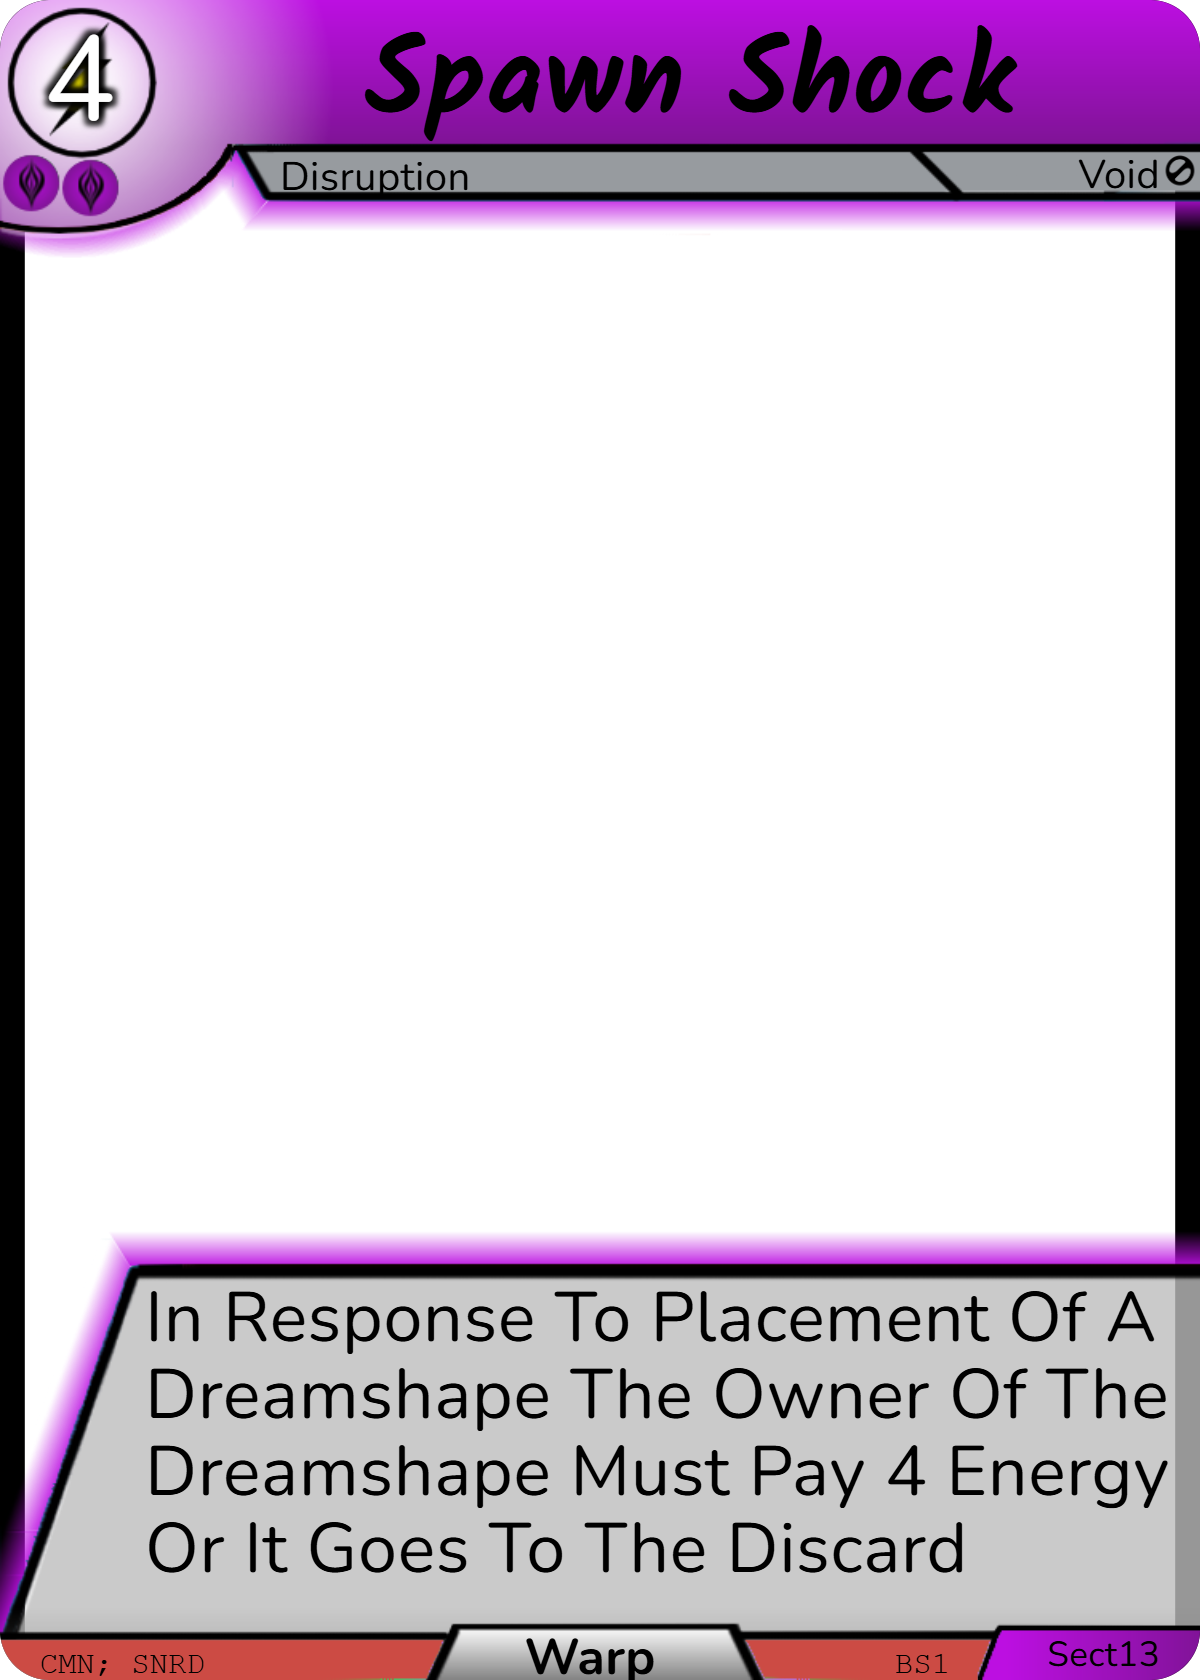 4
Spawn Shock
Disruption
Void
In Response To Placement Of A
Dreamshape The Owner Of The
Dreamshape Must Pay 4 Energy
Or It Goes To The Discard
CMN; SNRD
Warp
BS1
Sect13